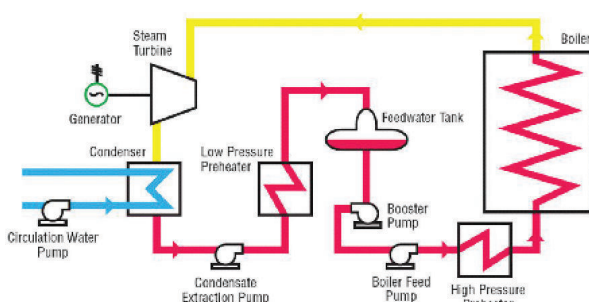 Steam
Turbine
Boiler
Generator
Condenser
Low Pressure
Preheater
Feedwater Tank
Booster
Pump
Circulation Water
Pump
Condensate
Extraction Pump
Boiler Feed
Pump
High Pressure
Preheater